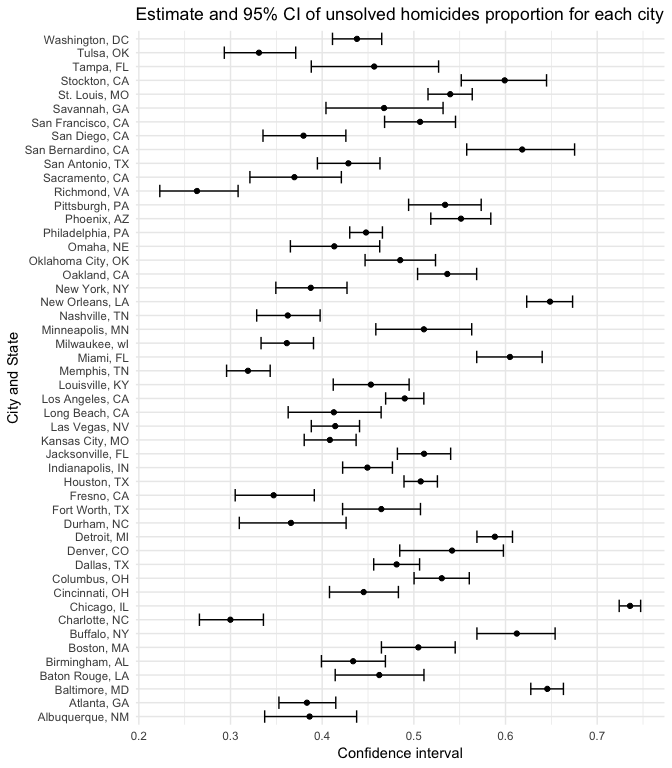 Estimate and 95% CI of unsolved homicides proportion for each city
City and State
Washington, DC
Tulsa, OK
Tampa, FL
Stockton, CA
St. Louis, MO
Savannah, GA
San Francisco, CA
San Diego, CA
San Bernardino, CA
San Antonio, TX
Sacramento, CA
Richmond, VA
Pittsburgh, PA
Phoenix, AZ
Philadelphia, PA
Omaha, NE
Oklahoma City, OK
Oakland, CA
New York, NY
New Orleans, LA
Nashville, TN
Minneapolis, MN
Milwaukee, wI
Miami, FL
Memphis, TN
Louisville, KY
Los Angeles, CA
Long Beach, CA
Las Vegas, NV
Kansas City, MO
Jacksonville, FL
Indianapolis, IN
Houston, TX
Fresno, CA
Fort Worth, TX
Durham, NC
Detroit, MI
Denver, CO
Dallas, TX
Columbus, OH
Cincinnati, OH
Chicago, IL
Charlotte, NC
Buffalo, NY
Boston, MA
Birmingham, AL
Baton Rouge, LA
Baltimore, MD
Atlanta, GA
Albuquerque, NM
0.2 0.3 0.4 0.5 0.6 0.7
Confidence interval